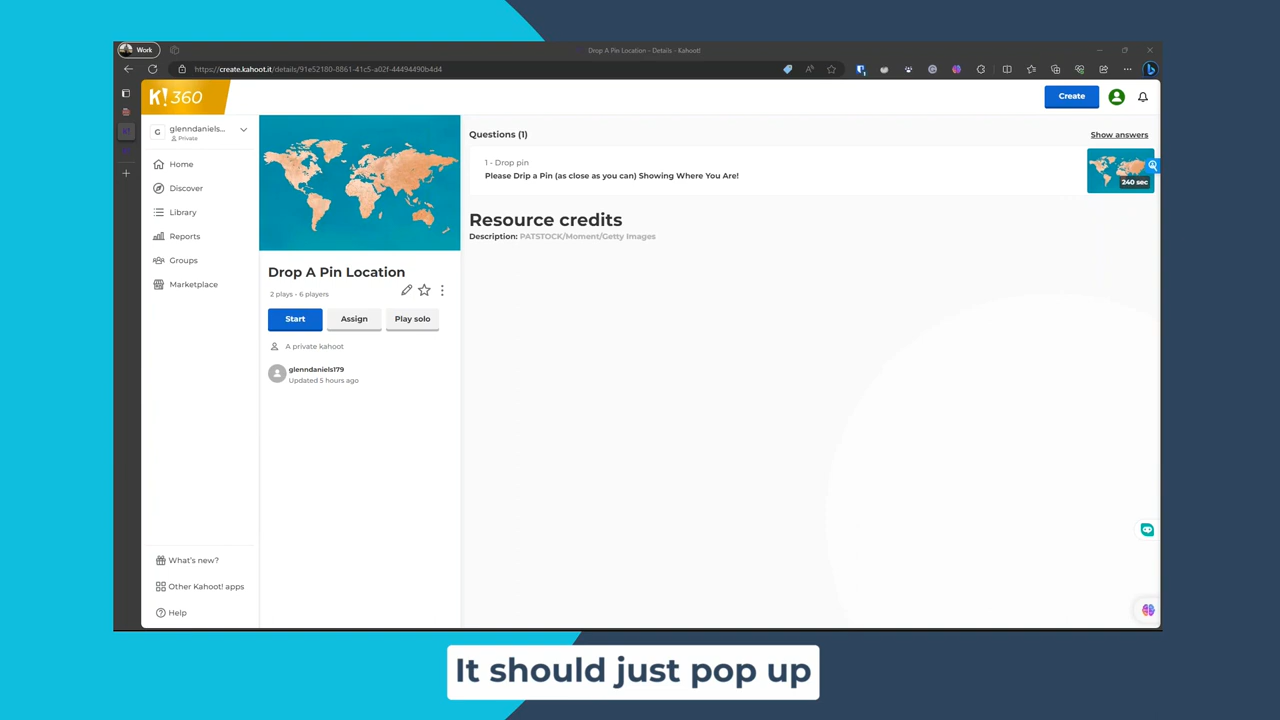 Work
Drop A Pin Location - Details - Kahoot!
https://create.kahoot.it/details/91e52180-8861-41c5-a02f-44494490b4d4
K! 360
Create
G
glenndaniels...
Private
Home
Discover
Library
Reports
Groups
Marketplace
What's new?
Other Kahoot! apps
Help
Drop A Pin Location
2 plays - 6 players
Start
Assign
Play solo
A private kahoot
glenndaniels179
Updated 5 hours ago
Questions (1)
Show answers
1 - Drop pin
Please Drip a Pin (as close as you can) Showing Where You Are!
240 sec
Resource credits
Description: PATSTOCK/Moment/Getty Images
It should just pop up